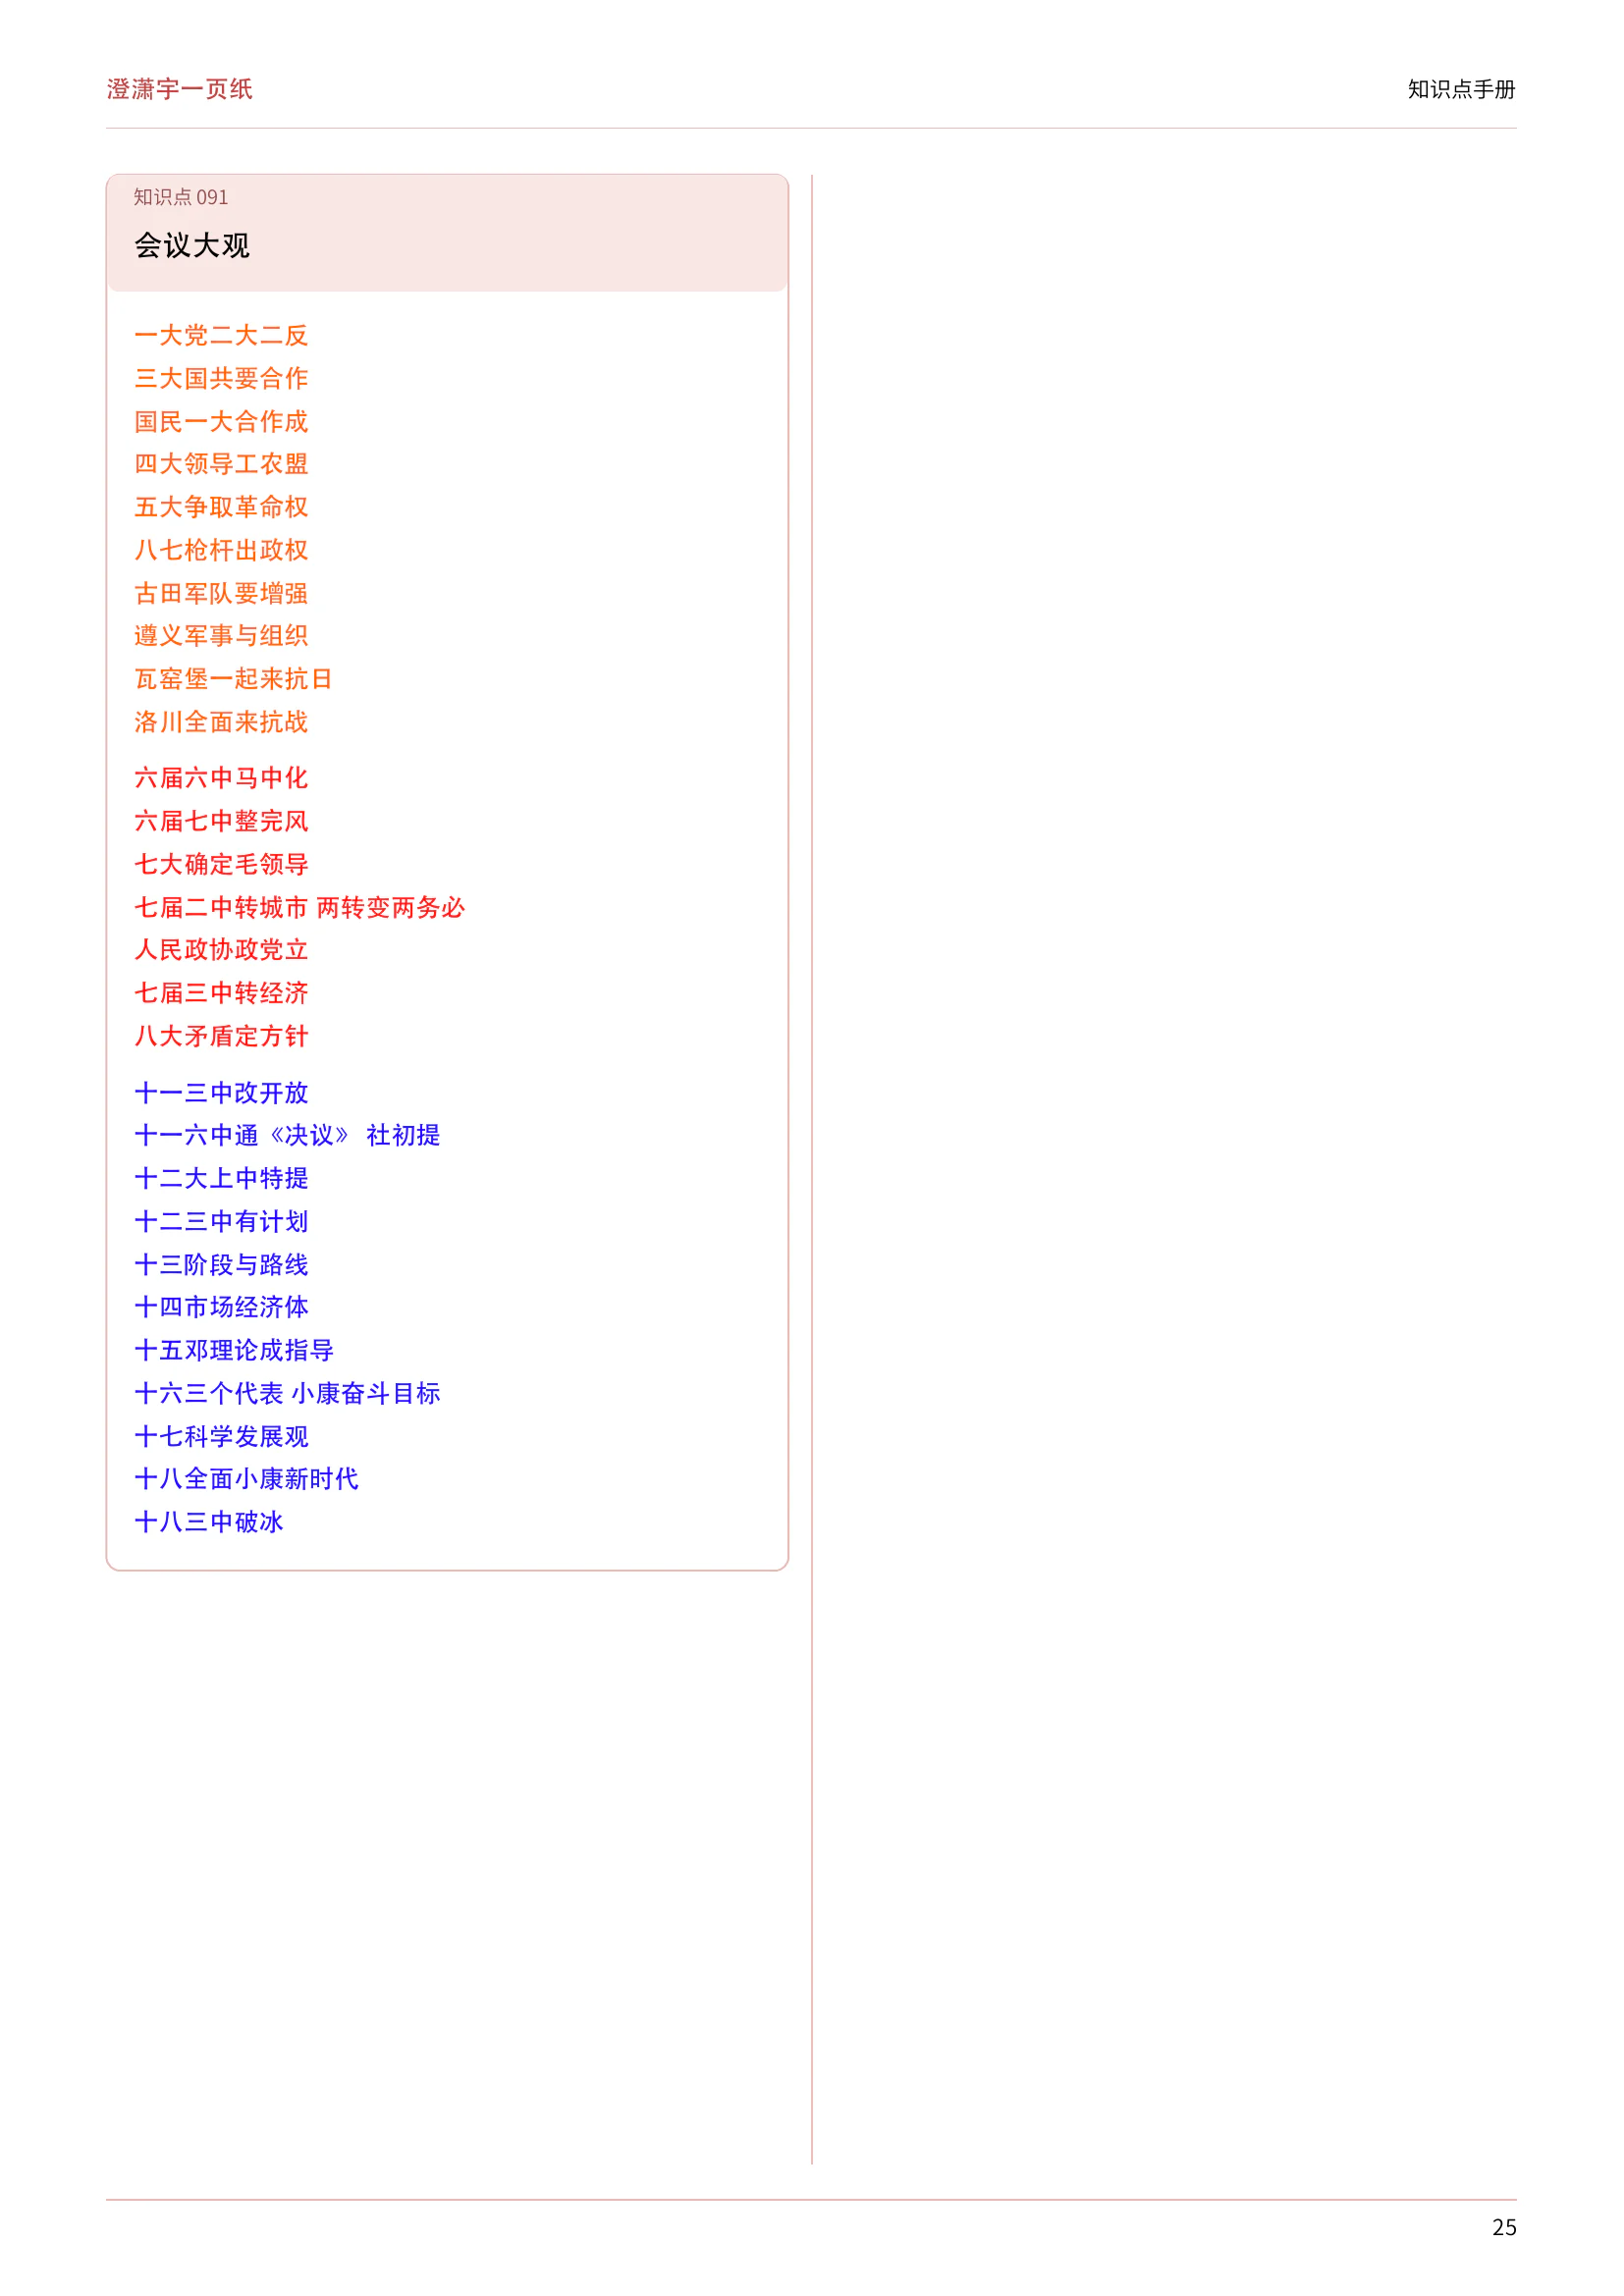 澄潇宇一页纸
知识点手册
知识点 091
会议大观
一大党二大二反
三大国共要合作
国民一大合作成
四大领导工农盟
五大争取革命权
八七枪杆出政权
古田军队要增强
遵义军事与组织
瓦窑堡一起来抗日
洛川全面来抗战
六届六中马中化
六届七中整完风
七大确定毛领导
七届二中转城市 两转变两务必
人民政协政党立
七届三中转经济
八大矛盾定方针
十一三中改开放
十一六中通《决议》 社初提
十二大上中特提
十二三中有计划
十三阶段与路线
十四市场经济体
十五邓理论成指导
十六三个代表 小康奋斗目标
十七科学发展观
十八全面小康新时代
十八三中破冰
25